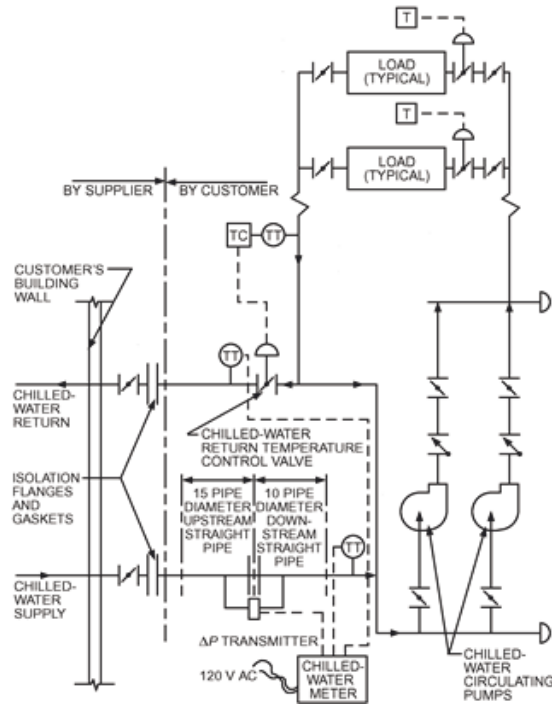 T
LOAD
(TYPICAL)
T
LOAD
(TYPICAL)
BY SUPPLIER
BY CUSTOMER
TC
TT
CUSTOMER'S
BUILDING
WALL
TT
CHILLED-
WATER
RETURN
CHILLED-WATER
RETURN TEMPERATURE
CONTROL VALVE
ISOLATION
FLANGES
AND
GASKETS
15 PIPE
DIAMETER
UPSTREAM
STRAIGHT
PIPE
10 PIPE
DIAMETER
DOWN-
STREAM
STRAIGHT
PIPE
TT
CHILLED-
WATER
SUPPLY
ΔP TRANSMITTER
120 V AC
CHILLED-
WATER
METER
CHILLED-
WATER
CIRCULATING
PUMPS